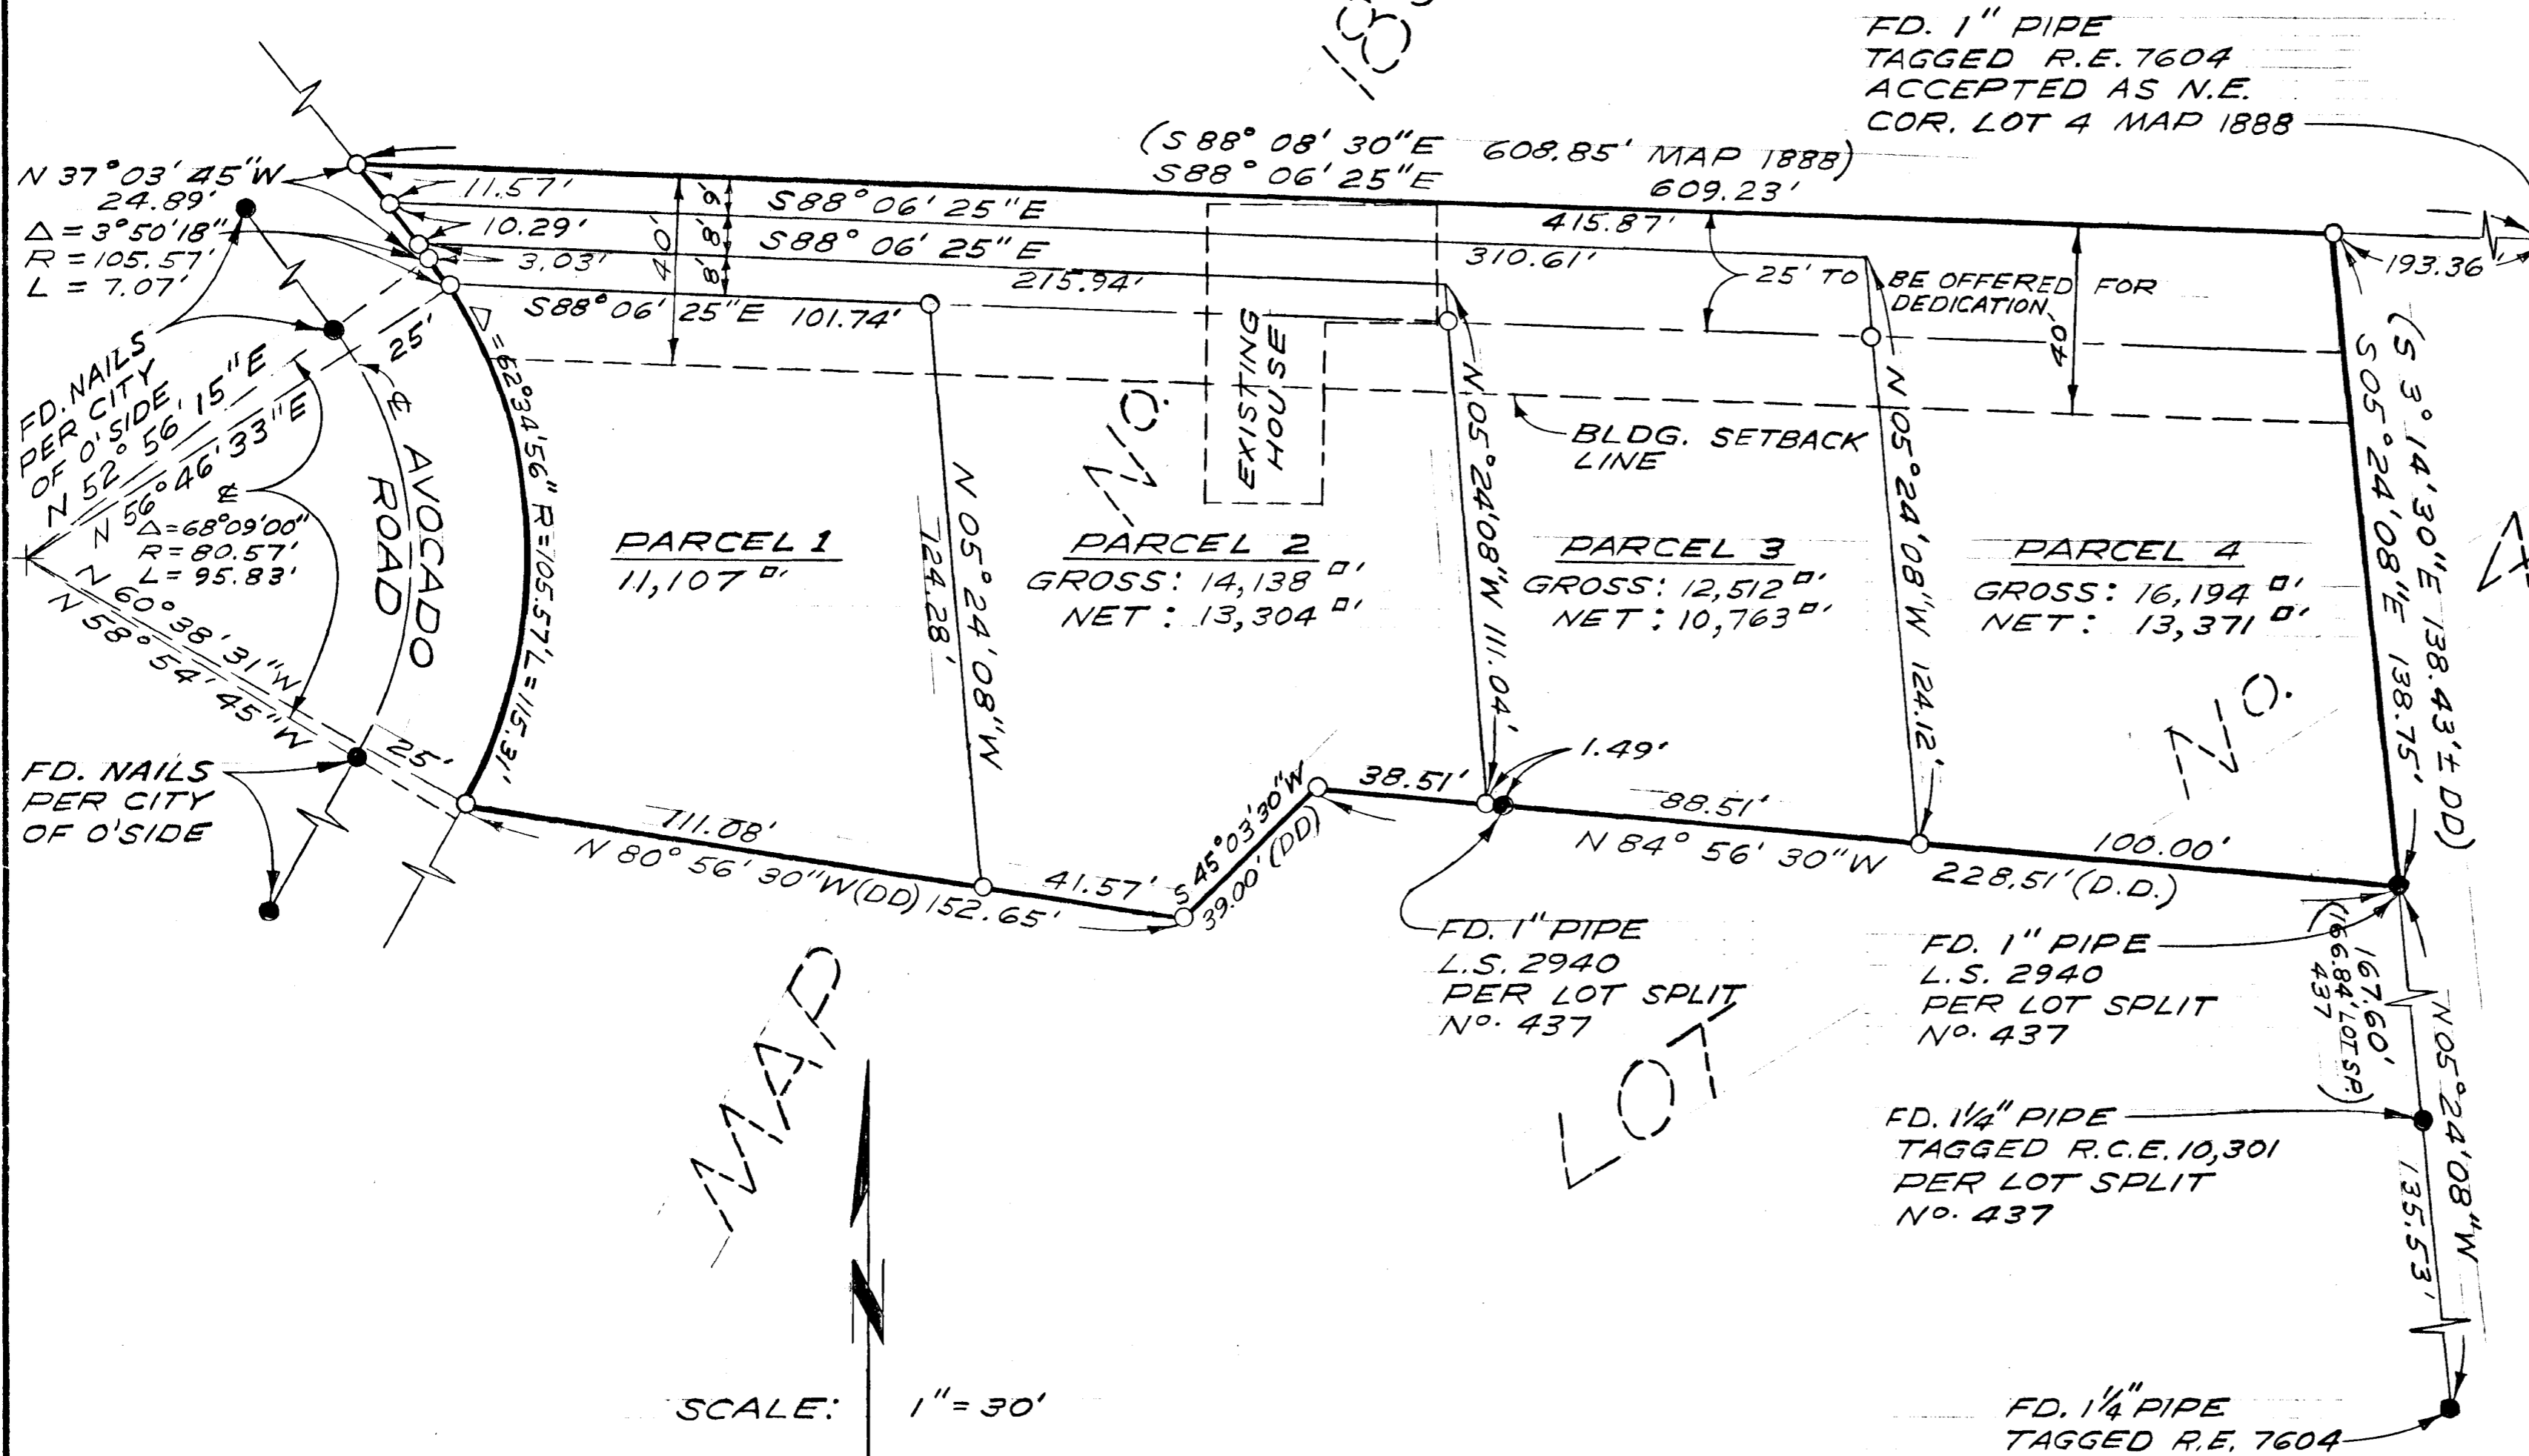 188
FD. 1" PIPE
TAGGED R.E. 7604
ACCEPTED AS N.E.
COR. LOT 4 MAP 1888
(S 88° 08' 30"E 608.85' MAP 1888)
S88° 06' 25"E 609.23'
N 37°03'45"W
24.89'
Δ = 3°50'18"
R = 105.57'
L = 7.07'
11.57'
10.29'
3.03'
40'
9'
8'
8'
S88° 06' 25"E
415.87'
S88° 06' 25"E
310.61'
215.94'
S88°06' 25"E 101.74'
25' TO BE OFFERED FOR
DEDICATION
40'
193.36'
(S 3° 14' 30"E 138.43'± DD)
S 05° 24' 08"E 138.75'
FD. NAILS
PER CITY
OF O'SIDE
N 52° 56' 15"E
N 56° 46' 33"E
25'
℄
℄ AVOCADO
ROAD
Δ=68°09'00"
R=80.57'
L=95.83'
N 60°38'31"W
N 58°54'45"W
25'
FD. NAILS
PER CITY
OF O'SIDE
Δ=62°34'56" R=105.57' L=115.31'
EXISTING
HOUSE
BLDG. SETBACK
LINE
NO.
PARCEL 1
11,107 □'
N 05° 24' 08"W
124.28'
PARCEL 2
GROSS: 14,138 □'
NET: 13,304 □'
N 05°24'08"W 111.04'
PARCEL 3
GROSS: 12,512 □'
NET: 10,763 □'
N 05°24'08"W 124.12'
PARCEL 4
GROSS: 16,194 □'
NET: 13,371 □'
NO.
111.08'
N 80° 56' 30"W (DD) 152.65'
41.57'
S 45°03'30"W
39.00' (DD)
38.51'
1.49'
88.51'
N 84° 56' 30"W
100.00'
228.51' (D.D.)
FD. 1" PIPE
L.S. 2940
PER LOT SPLIT
No. 437
FD. 1" PIPE
L.S. 2940
PER LOT SPLIT
No. 437
167.60'
(166.84' LOT SP.)
437
N 05° 24' 08"W
MAP
LOT
FD. 1¼" PIPE
TAGGED R.C.E. 10,301
PER LOT SPLIT
No. 437
135.53'
N
SCALE: 1" = 30'
FD. 1¼" PIPE
TAGGED R.E. 7604